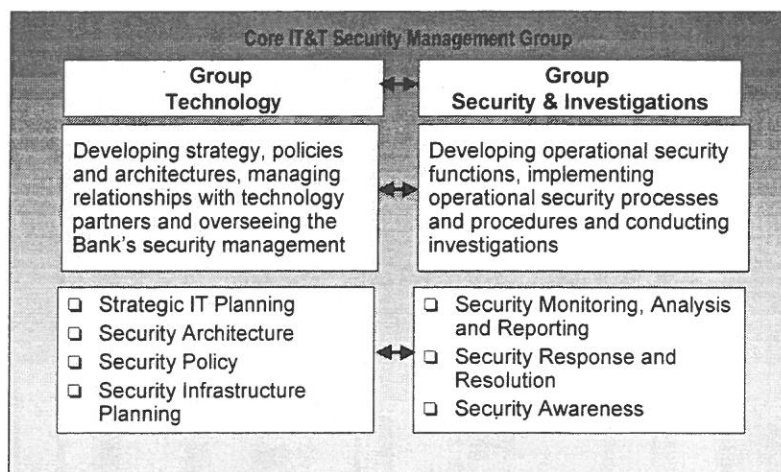 Core IT&T Security Management Group
Group
Technology
Group
Security & Investigations
Developing strategy, policies
and architectures, managing
relationships with technology
partners and overseeing the
Bank's security management
Developing operational security
functions, implementing
operational security processes
and procedures and conducting
investigations
❑ Strategic IT Planning
❑ Security Architecture
❑ Security Policy
❑ Security Infrastructure
Planning
❑ Security Monitoring, Analysis
and Reporting
❑ Security Response and
Resolution
❑ Security Awareness